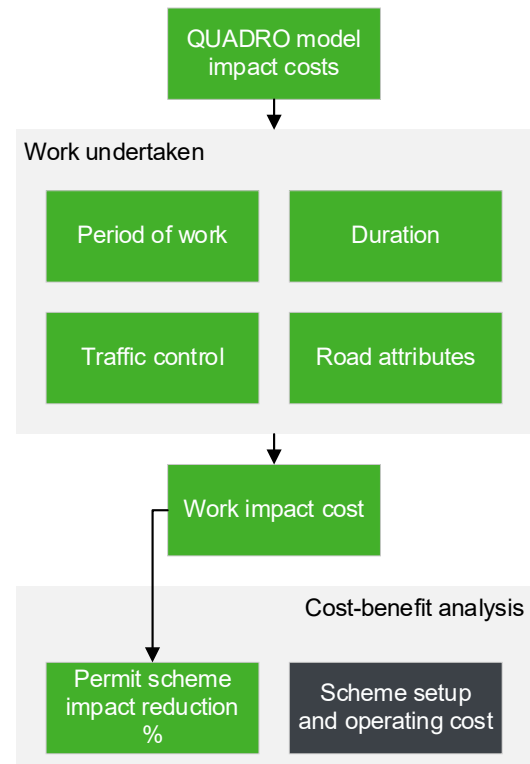 QUADRO model
impact costs
Work undertaken
Period of work
Duration
Traffic control
Road attributes
Work impact cost
Cost-benefit analysis
Permit scheme
impact reduction
%
Scheme setup
and operating cost